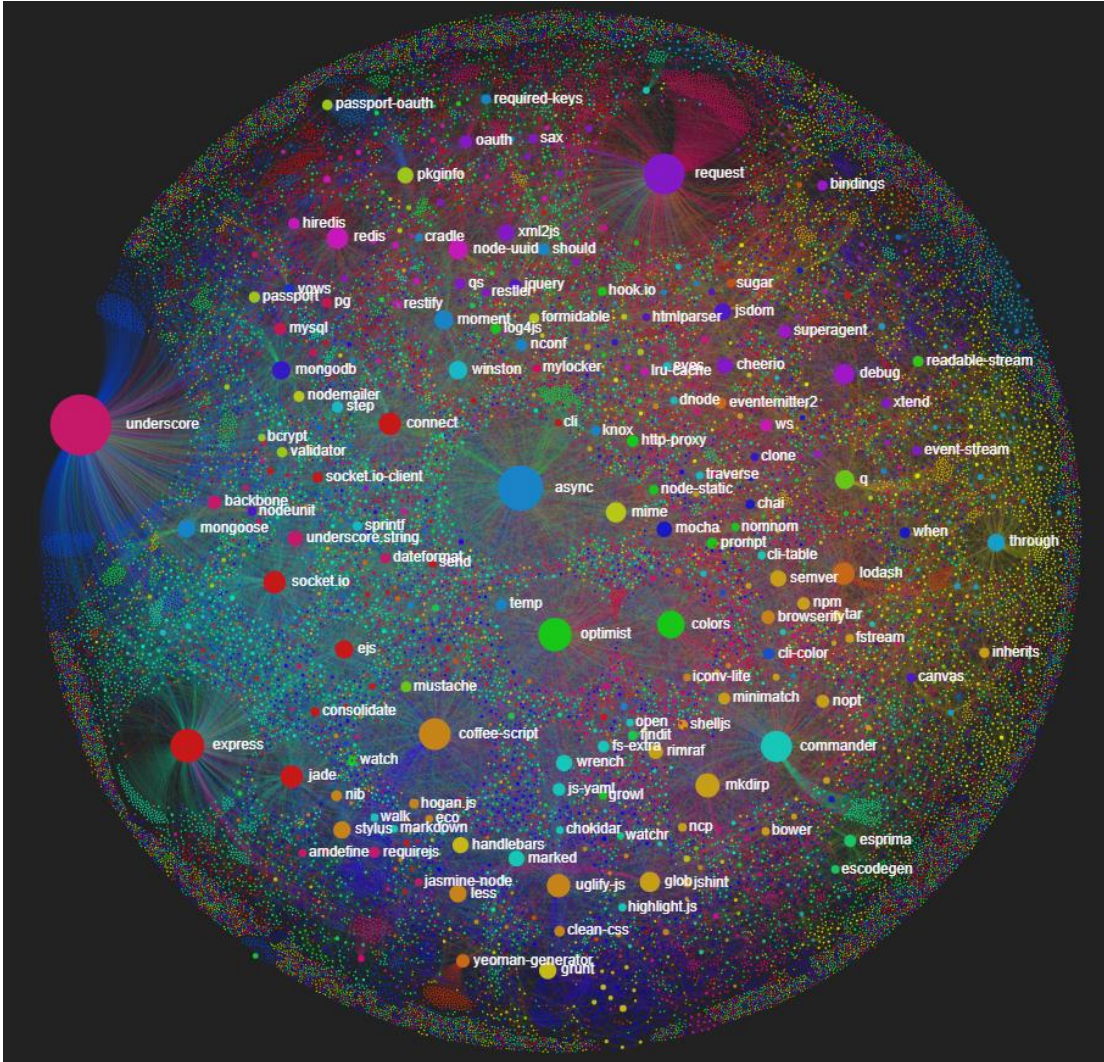 passport-oauth
required-keys
oauth
sax
pkginfo
request
bindings
hiredis
redis
cradle
node-uuid
xml2js
should
vows
passport
pg
qs
restler
jquery
restify
hook.io
sugar
mysql
moment
log4js
formidable
htmlparser
jsdom
superagent
nconf
mongodb
winston
mylocker
lru-cache
eyes
cheerio
debug
readable-stream
nodemailer
step
dnode
eventemitter2
xtend
underscore
connect
cli
knox
http-proxy
ws
bcrypt
validator
clone
event-stream
socket.io-client
async
traverse
q
node-static
backbone
nodeunit
mime
chai
mongoose
sprintf
underscore.string
mocha
nomnom
prompt
when
through
dateformat
send
cli-table
socket.io
semver
lodash
temp
npm
tar
browserify
optimist
colors
fstream
ejs
cli-color
inherits
mustache
iconv-lite
canvas
minimatch
nopt
consolidate
open
shelljs
findit
express
coffee-script
fs-extra
rimraf
commander
watch
wrench
jade
js-yaml
growl
mkdirp
nib
hogan.js
walk
eco
stylus
markdown
chokidar
watchr
ncp
bower
esprima
amdefine
requirejs
handlebars
marked
escodegen
jasmine-node
less
uglify-js
glob
jshint
highlight.js
clean-css
yeoman-generator
grunt